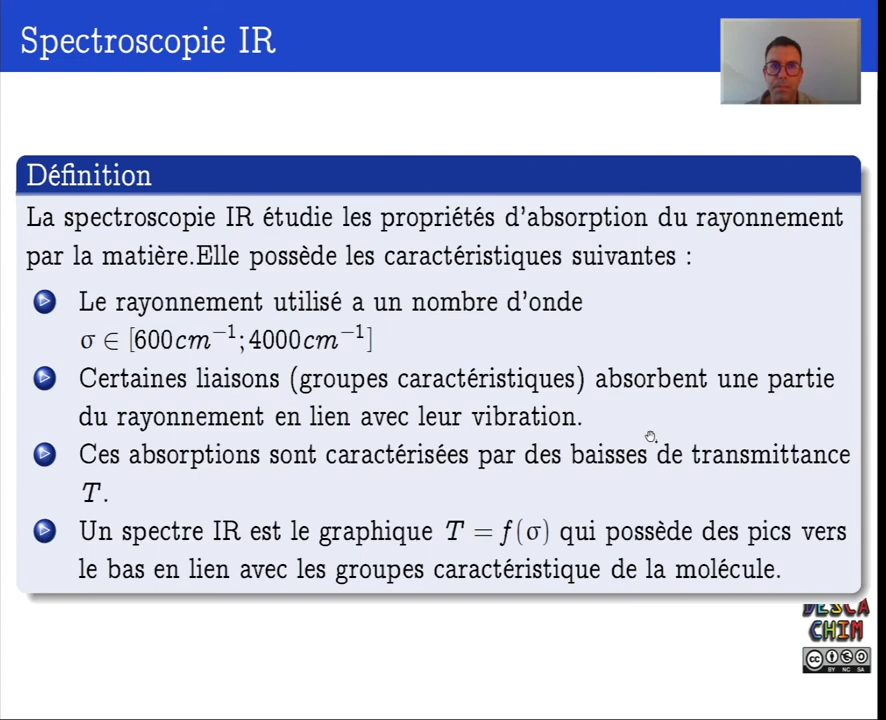 Spectroscopie IR
Définition
La spectroscopie IR étudie les propriétés d'absorption du rayonnement
par la matière.Elle possède les caractéristiques suivantes :
Le rayonnement utilisé a un nombre d'onde
σ ∈ [600cm⁻¹; 4000cm⁻¹]
Certaines liaisons (groupes caractéristiques) absorbent une partie
du rayonnement en lien avec leur vibration.
Ces absorptions sont caractérisées par des baisses de transmittance
T.
Un spectre IR est le graphique T = f(σ) qui possède des pics vers
le bas en lien avec les groupes caractéristique de la molécule.
DESCA
CHIM
cc
BY NC SA